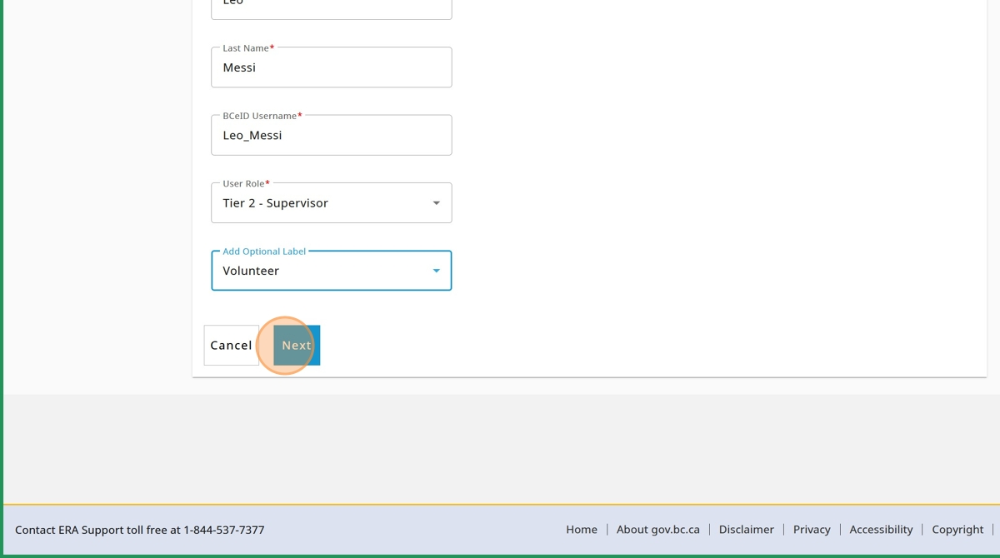 Leo
Last Name*
Messi
BCeID Username*
Leo_Messi
User Role*
Tier 2 - Supervisor
Add Optional Label
Volunteer
Cancel Next
Contact ERA Support toll free at 1-844-537-7377 Home | About gov.bc.ca | Disclaimer | Privacy | Accessibility | Copyright |